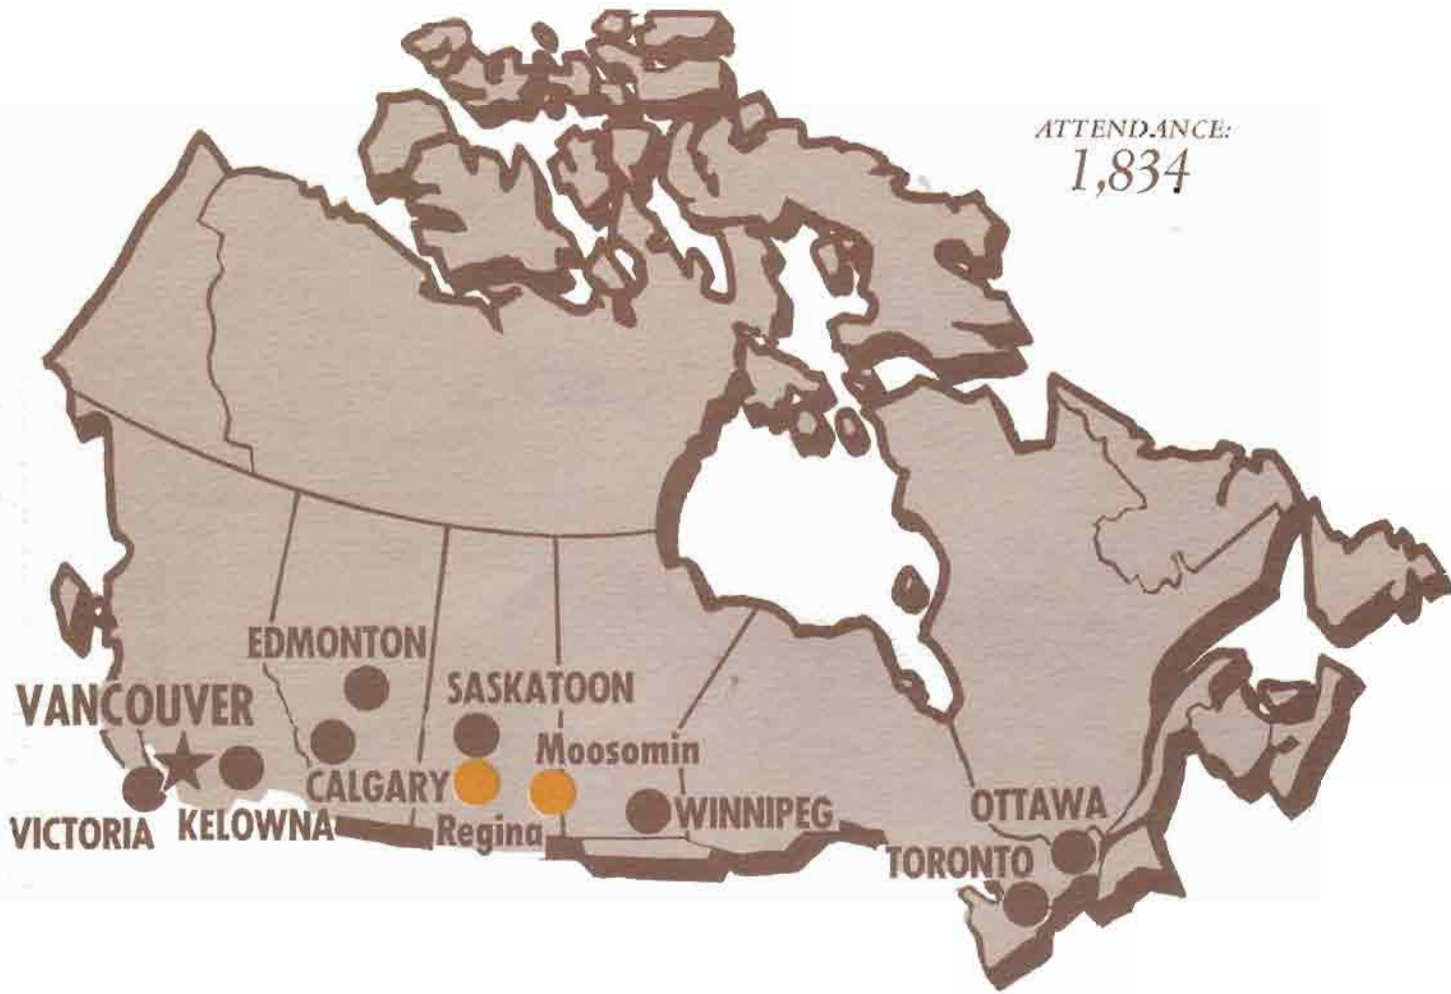 ATTENDANCE:
1,834
EDMONTON
VANCOUVER
SASKATOON
Moosomin
CALGARY
VICTORIA
KELOWNA
Regina
WINNIPEG
OTTAWA
TORONTO